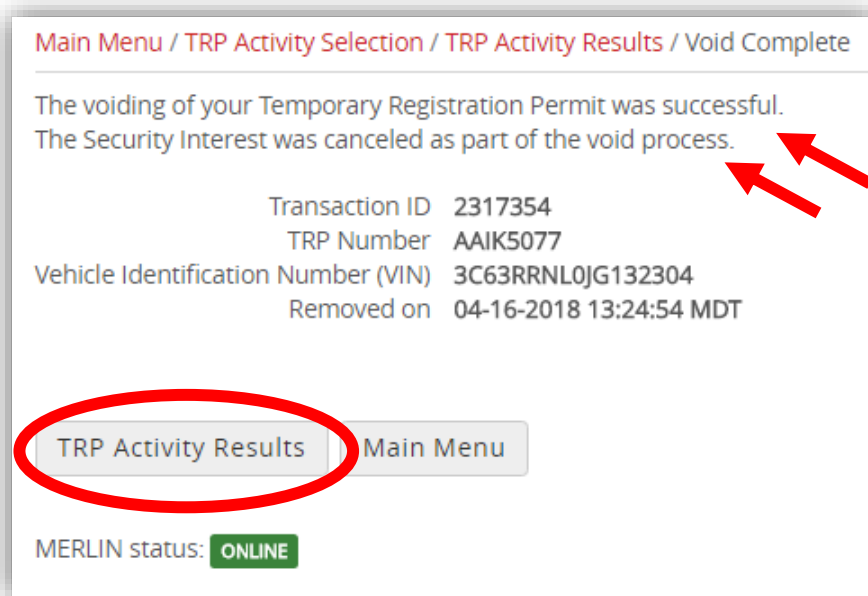 Main Menu / TRP Activity Selection / TRP Activity Results / Void Complete
The voiding of your Temporary Registration Permit was successful.
The Security Interest was canceled as part of the void process.
Transaction ID 2317354
TRP Number AAIK5077
Vehicle Identification Number (VIN) 3C63RRNL0JG132304
Removed on 04-16-2018 13:24:54 MDT
TRP Activity Results Main Menu
MERLIN status: ONLINE